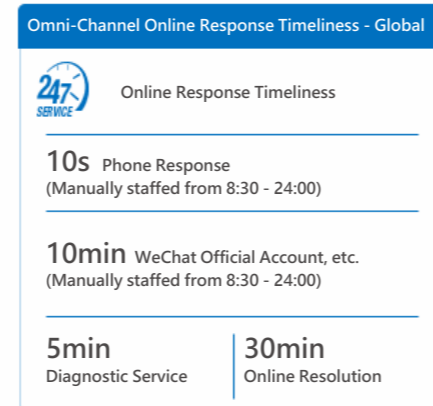 Omni-Channel Online Response Timeliness - Global
247
SERVICE
Online Response Timeliness
10s Phone Response
(Manually staffed from 8:30 - 24:00)
10min WeChat Official Account, etc.
(Manually staffed from 8:30 - 24:00)
5min
Diagnostic Service
30min
Online Resolution